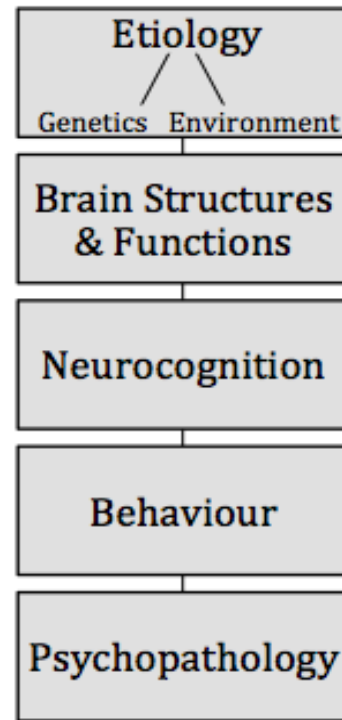 Etiology
Genetics Environment
Brain Structures
& Functions
Neurocognition
Behaviour
Psychopathology